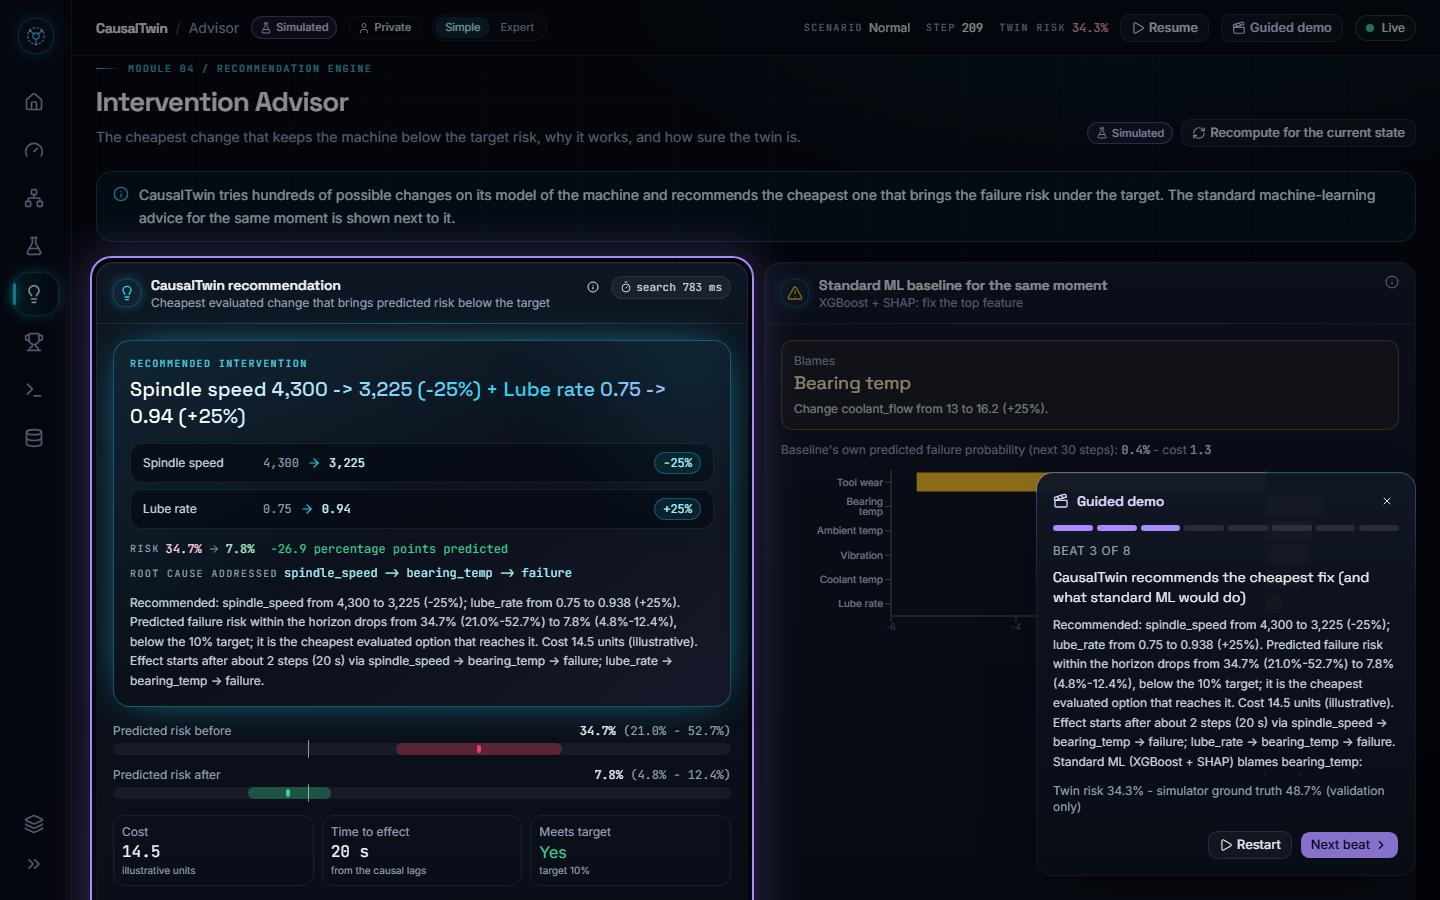 CausalTwin / Advisor Simulated Private Simple Expert SCENARIO Normal STEP 209 TWIN RISK 34.3% Resume Guided demo Live
MODULE 04 / RECOMMENDATION ENGINE
Intervention Advisor
The cheapest change that keeps the machine below the target risk, why it works, and how sure the twin is.
Simulated Recompute for the current state
CausalTwin tries hundreds of possible changes on its model of the machine and recommends the cheapest one that brings the failure risk under the target. The standard machine-learning
advice for the same moment is shown next to it.
CausalTwin recommendation
Cheapest evaluated change that brings predicted risk below the target
search 783 ms
RECOMMENDED INTERVENTION
Spindle speed 4,300 -> 3,225 (-25%) + Lube rate 0.75 ->
0.94 (+25%)
Spindle speed 4,300 → 3,225 -25%
Lube rate 0.75 → 0.94 +25%
RISK 34.7% → 7.8% -26.9 percentage points predicted
ROOT CAUSE ADDRESSED spindle_speed → bearing_temp → failure
Recommended: spindle_speed from 4,300 to 3,225 (-25%); lube_rate from 0.75 to 0.938 (+25%).
Predicted failure risk within the horizon drops from 34.7% (21.0%-52.7%) to 7.8% (4.8%-12.4%),
below the 10% target; it is the cheapest evaluated option that reaches it. Cost 14.5 units (illustrative).
Effect starts after about 2 steps (20 s) via spindle_speed → bearing_temp → failure; lube_rate →
bearing_temp → failure.
Predicted risk before 34.7% (21.0% - 52.7%)
Predicted risk after 7.8% (4.8% - 12.4%)
Cost
14.5
illustrative units
Time to effect
20 s
from the causal lags
Meets target
Yes
target 10%
Standard ML baseline for the same moment
XGBoost + SHAP: fix the top feature
Blames
Bearing temp
Change coolant_flow from 13 to 16.2 (+25%).
Baseline's own predicted failure probability (next 30 steps): 0.4% - cost 1.3
Tool wear
Bearing
temp
Ambient temp
Vibration
Coolant temp
Lube rate
-6 -4
Guided demo
BEAT 3 OF 8
CausalTwin recommends the cheapest fix (and
what standard ML would do)
Recommended: spindle_speed from 4,300 to 3,225 (-25%);
lube_rate from 0.75 to 0.938 (+25%). Predicted failure risk
within the horizon drops from 34.7% (21.0%-52.7%) to 7.8%
(4.8%-12.4%), below the 10% target; it is the cheapest
evaluated option that reaches it. Cost 14.5 units (illustrative).
Effect starts after about 2 steps (20 s) via spindle_speed →
bearing_temp → failure; lube_rate → bearing_temp → failure.
Standard ML (XGBoost + SHAP) blames bearing_temp:
Twin risk 34.3% - simulator ground truth 48.7% (validation
only)
Restart Next beat